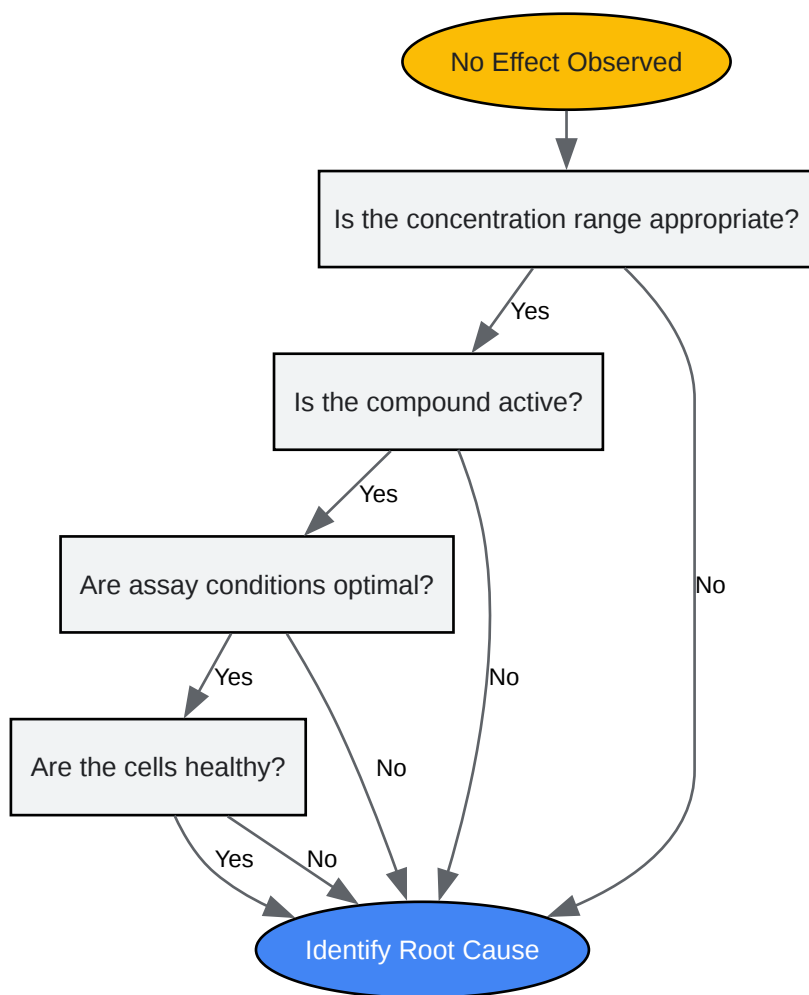 No Effect Observed
Is the concentration range appropriate?
Yes
Is the compound active?
Yes
Are assay conditions optimal?
No
Yes
No
Are the cells healthy?
No
Yes
No
Identify Root Cause